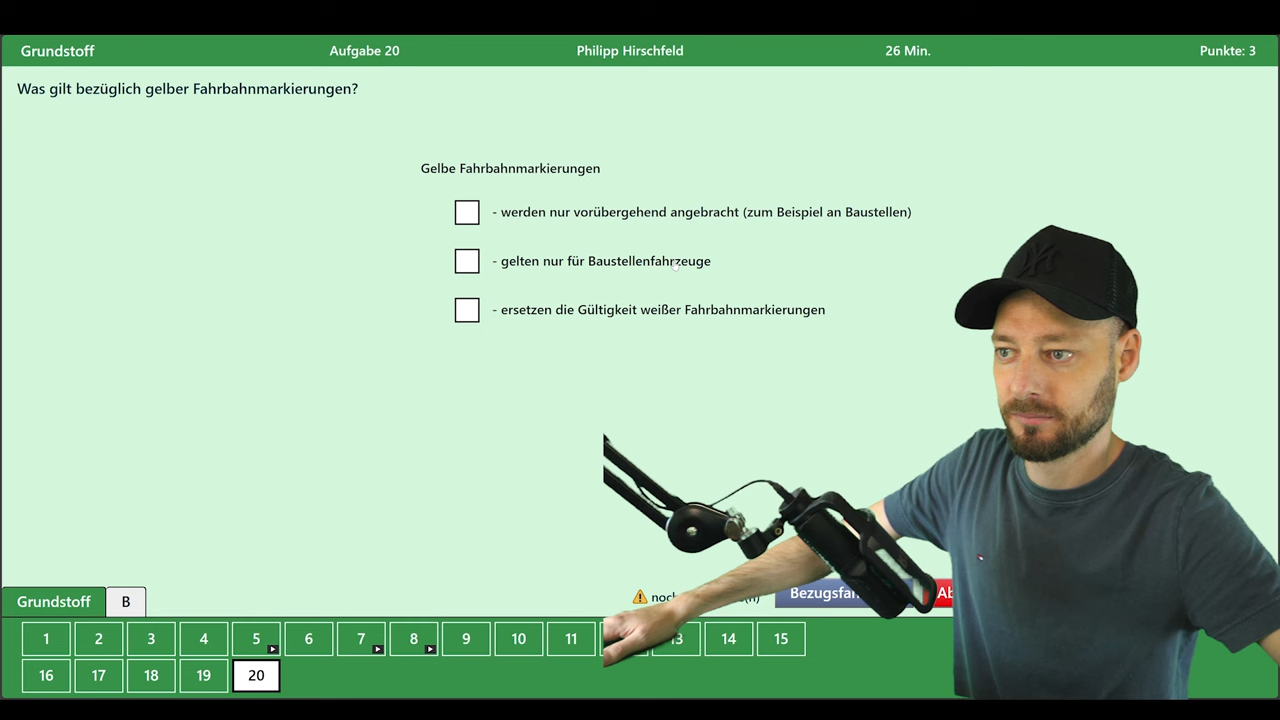 Grundstoff Aufgabe 20 Philipp Hirschfeld 26 Min. Punkte: 3
Was gilt bezüglich gelber Fahrbahnmarkierungen?
Gelbe Fahrbahnmarkierungen
- werden nur vorübergehend angebracht (zum Beispiel an Baustellen)
- gelten nur für Baustellenfahrzeuge
- ersetzen die Gültigkeit weißer Fahrbahnmarkierungen
Grundstoff B
1 2 3 4 5 6 7 8 9 10 11 13 14 15
16 17 18 19 20